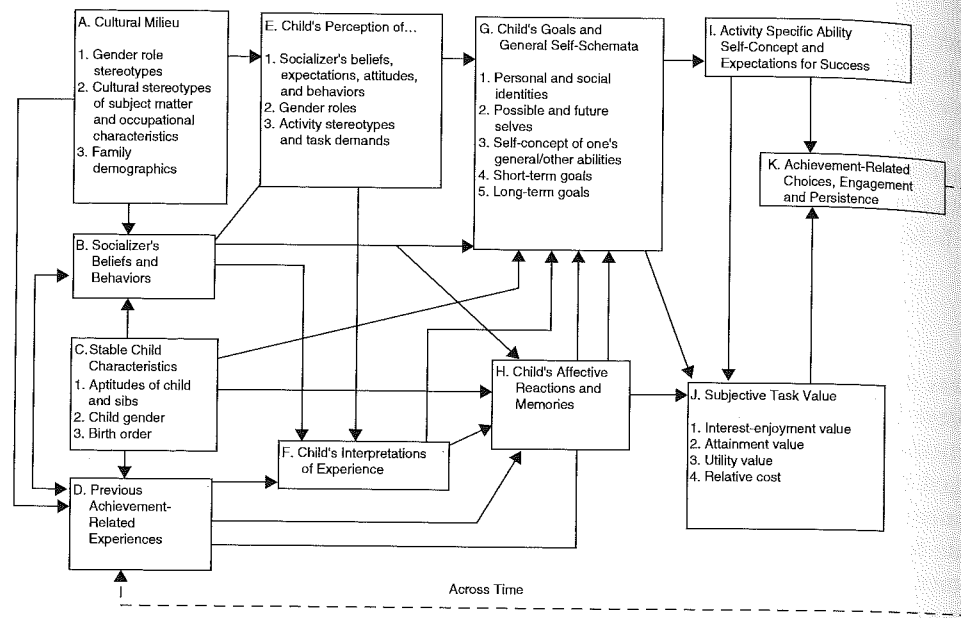 A. Cultural Milieu
1. Gender role
stereotypes
2. Cultural stereotypes
of subject matter
and occupational
characteristics
3. Family
demographics
E. Child's Perception of...
1. Socializer's beliefs,
expectations, attitudes,
and behaviors
2. Gender roles
3. Activity stereotypes
and task demands
G. Child's Goals and
General Self-Schemata
1. Personal and social
identities
2. Possible and future
selves
3. Self-concept of one's
general/other abilities
4. Short-term goals
5. Long-term goals
I. Activity Specific Ability
Self-Concept and
Expectations for Success
K. Achievement-Related
Choices, Engagement
and Persistence
B. Socializer's
Beliefs and
Behaviors
C. Stable Child
Characteristics
1. Aptitudes of child
and sibs
2. Child gender
3. Birth order
H. Child's Affective
Reactions and
Memories
J. Subjective Task Value
1. Interest-enjoyment value
2. Attainment value
3. Utility value
4. Relative cost
F. Child's Interpretations
of Experience
D. Previous
Achievement-
Related
Experiences
Across Time